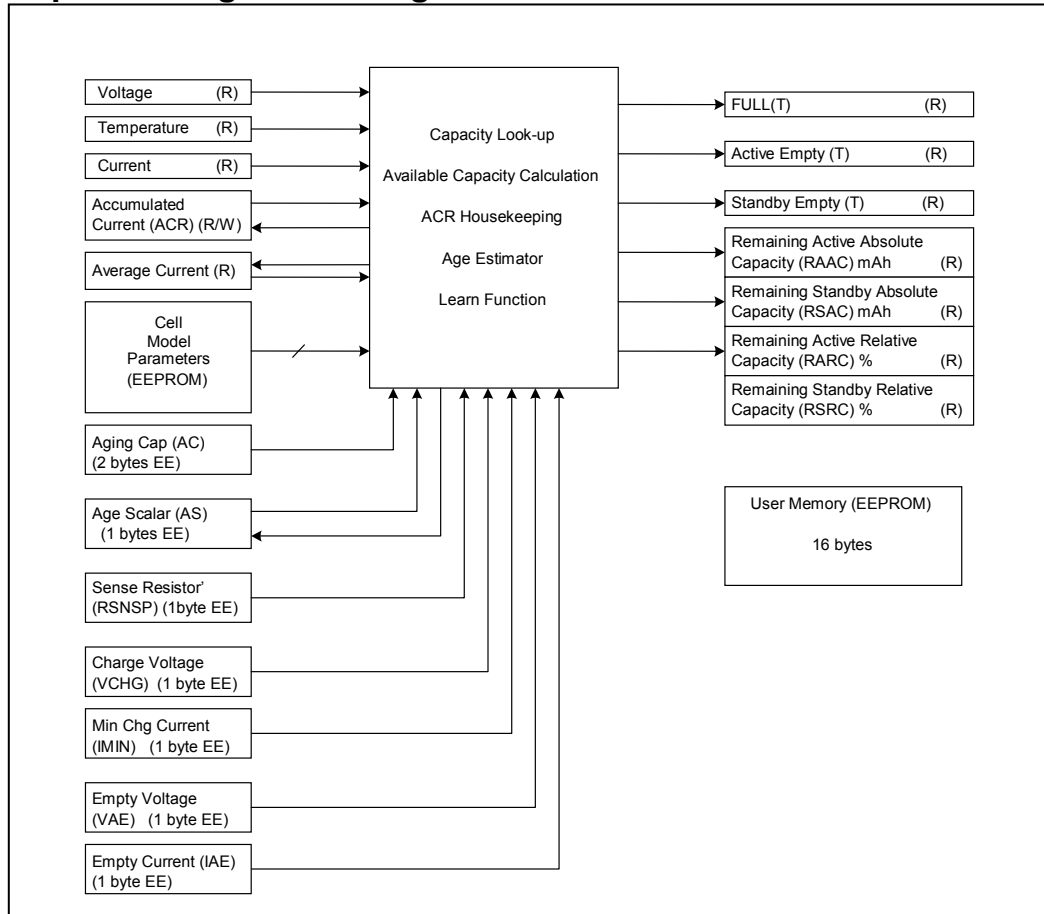 Voltage (R)
Temperature (R)
Current (R)
Accumulated
Current (ACR) (R/W)
Average Current (R)
Cell
Model
Parameters
(EEPROM)
Aging Cap (AC)
(2 bytes EE)
Age Scalar (AS)
(1 bytes EE)
Sense Resistor'
(RSNSP) (1byte EE)
Charge Voltage
(VCHG) (1 byte EE)
Min Chg Current
(IMIN) (1 byte EE)
Empty Voltage
(VAE) (1 byte EE)
Empty Current (IAE)
(1 byte EE)
Capacity Look-up
Available Capacity Calculation
ACR Housekeeping
Age Estimator
Learn Function
FULL(T) (R)
Active Empty (T) (R)
Standby Empty (T) (R)
Remaining Active Absolute
Capacity (RAAC) mAh (R)
Remaining Standby Absolute
Capacity (RSAC) mAh (R)
Remaining Active Relative
Capacity (RARC) % (R)
Remaining Standby Relative
Capacity (RSRC) % (R)
User Memory (EEPROM)
16 bytes